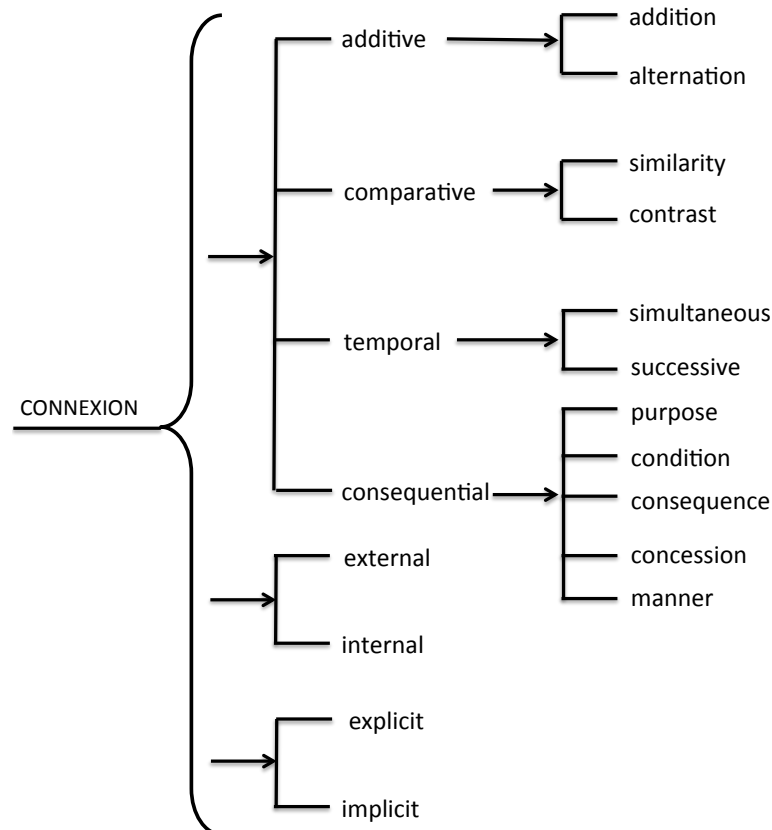 addition
additive
alternation
similarity
comparative
contrast
simultaneous
temporal
successive
CONNEXION
purpose
condition
consequential
consequence
external
concession
manner
internal
explicit
implicit